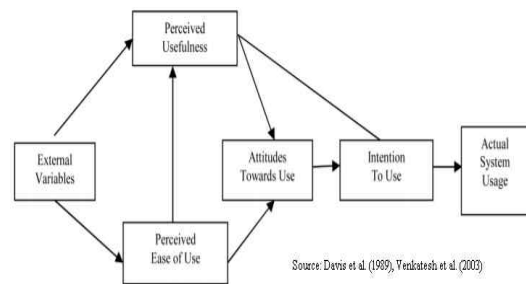 Perceived
Usefulness
External
Variables
Attitudes
Towards Use
Intention
To Use
Actual
System
Usage
Perceived
Ease of Use
Source: Davis et al. (1989), Venkatesh et al. (2003)